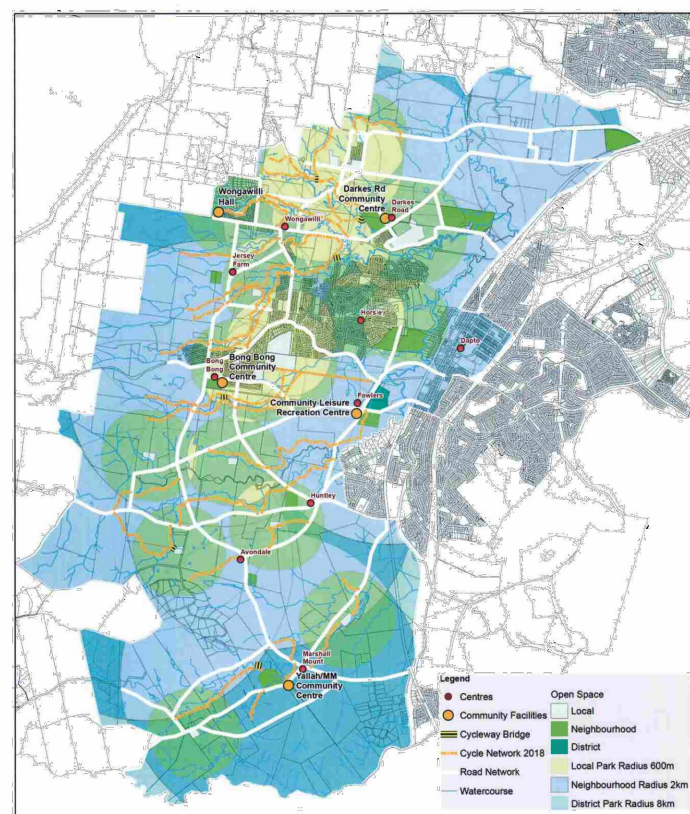 Wongawilli
Hall
Darkes Rd
Community
Centre
Darkes
Road
Wongawilli
Jersey
Farm
Horsley
Dapto
Bong
Bong
Bong Bong
Community
Centre
Community Leisure
Recreation Centre
Fowlers
Huntley
Avondale
Marshall
Mount
Yallah/MM
Community
Centre
Legend
Centres
Community Facilities
Cycleway Bridge
Cycle Network 2018
Road Network
Watercourse
Open Space
Local
Neighbourhood
District
Local Park Radius 600m
Neighbourhood Radius 2km
District Park Radius 8km